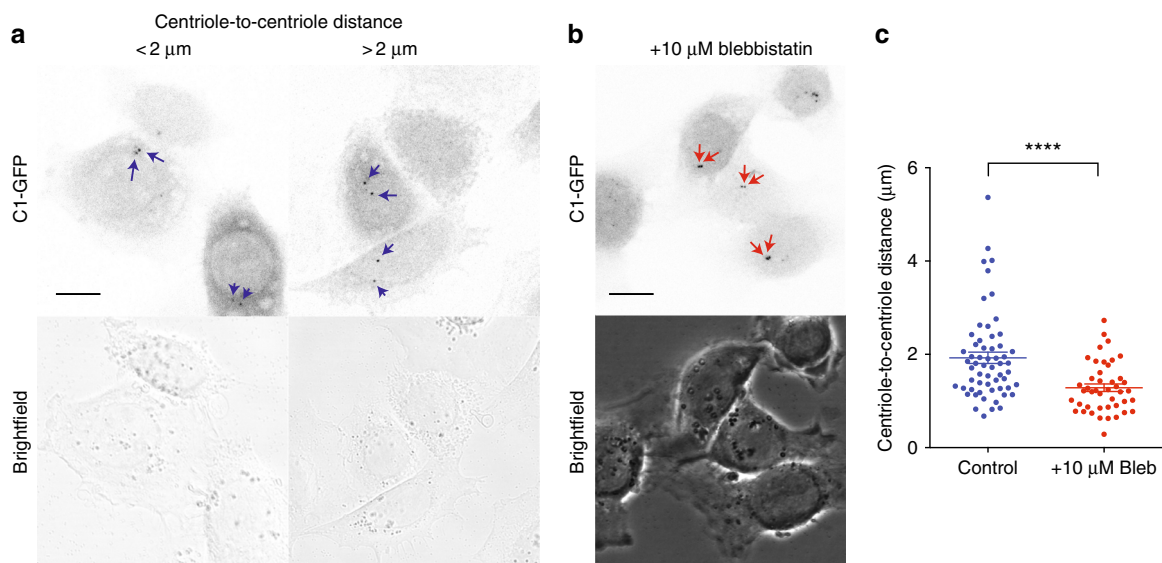 a
Centriole-to-centriole distance
< 2 μm
> 2 μm
C1-GFP
Brightfield
b
+10 μM blebbistatin
C1-GFP
Brightfield
c
****
Centriole-to-centriole distance (μm)
6
4
2
0
Control
+10 μM Bleb